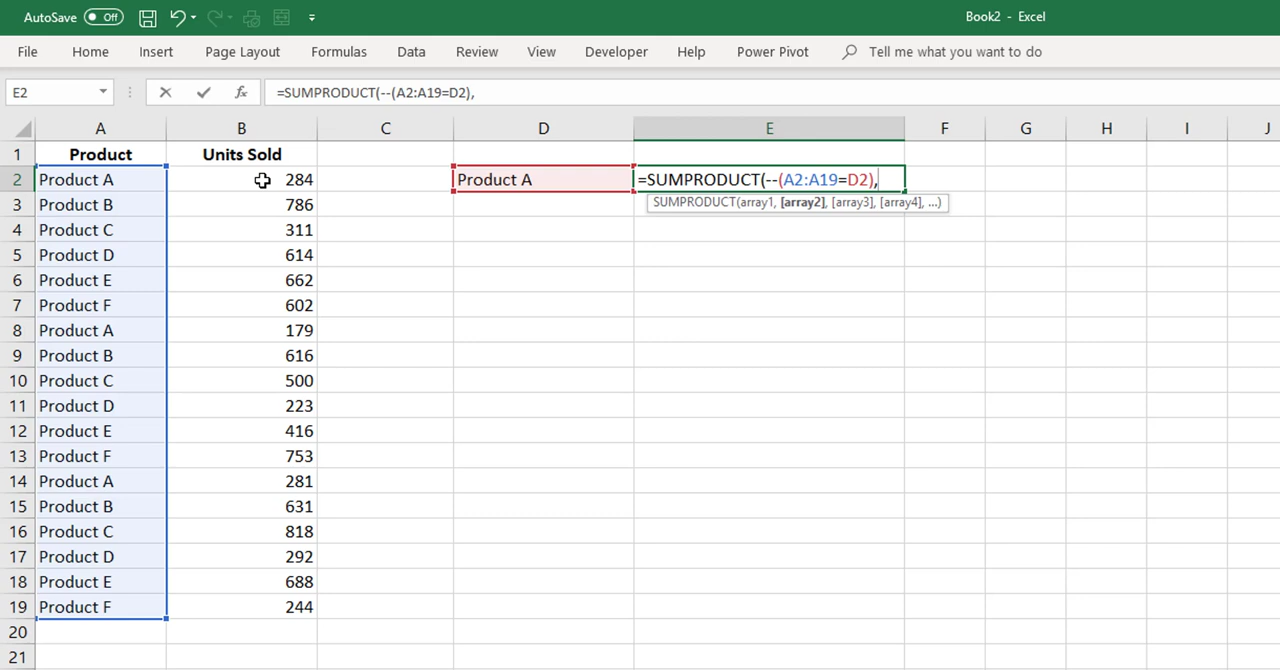 AutoSave Off Book2 - Excel
File Home Insert Page Layout Formulas Data Review View Developer Help Power Pivot Tell me what you want to do
E2 fx =SUMPRODUCT(--(A2:A19=D2),
A B C D E F G H I J
1 Product Units Sold
2 Product A 284 Product A =SUMPRODUCT(--(A2:A19=D2),
SUMPRODUCT(array1, [array2], [array3], [array4], ...)
3 Product B 786
4 Product C 311
5 Product D 614
6 Product E 662
7 Product F 602
8 Product A 179
9 Product B 616
10 Product C 500
11 Product D 223
12 Product E 416
13 Product F 753
14 Product A 281
15 Product B 631
16 Product C 818
17 Product D 292
18 Product E 688
19 Product F 244
20
21